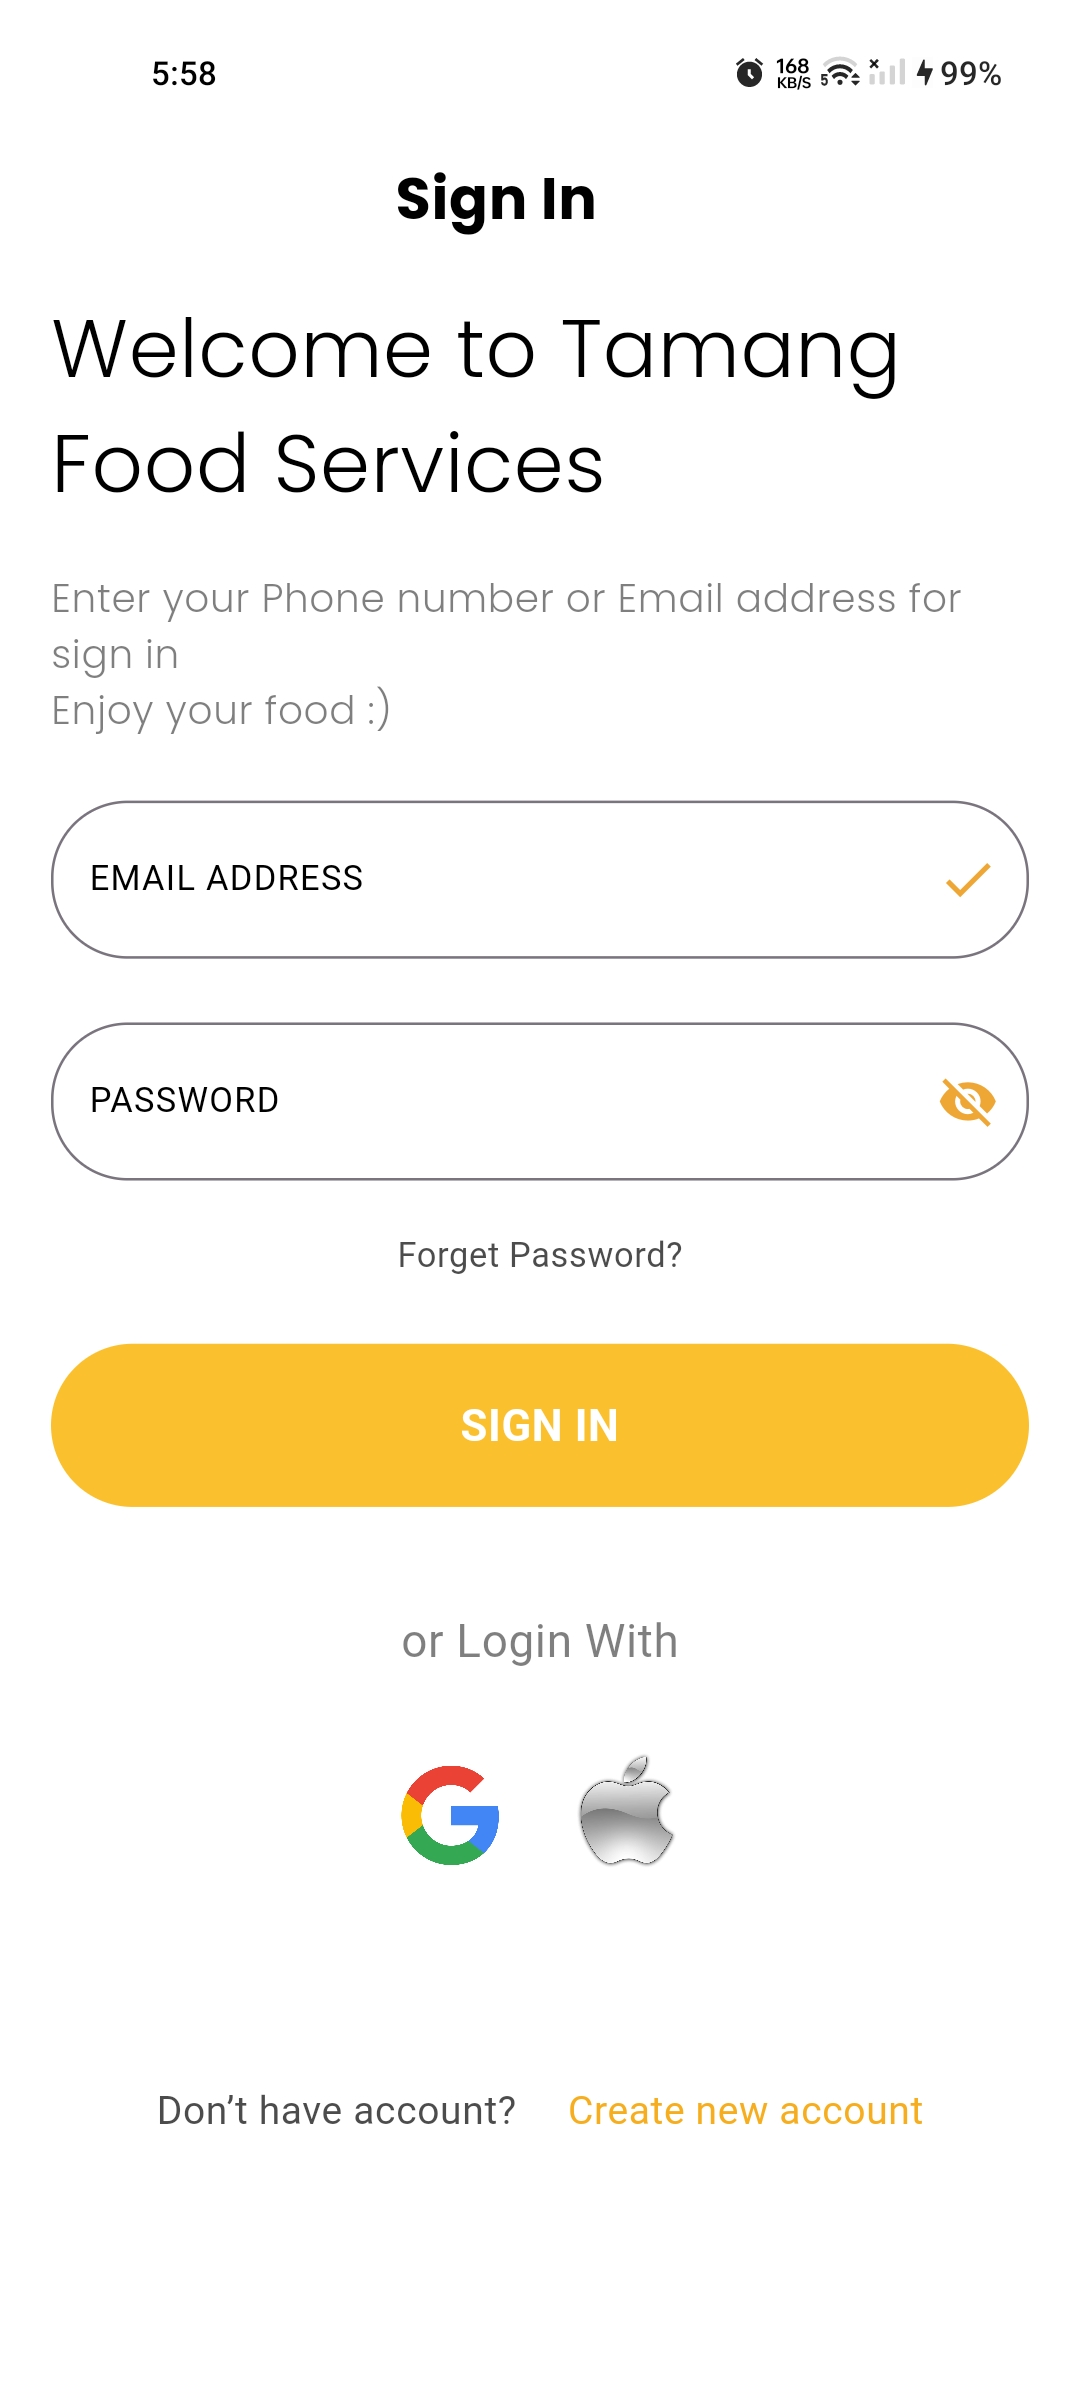 5:58
168
KB/S
5
99%
Sign In
Welcome to Tamang
Food Services
Enter your Phone number or Email address for
sign in
Enjoy your food :)
EMAIL ADDRESS
PASSWORD
Forget Password?
SIGN IN
or Login With
Don’t have account? Create new account